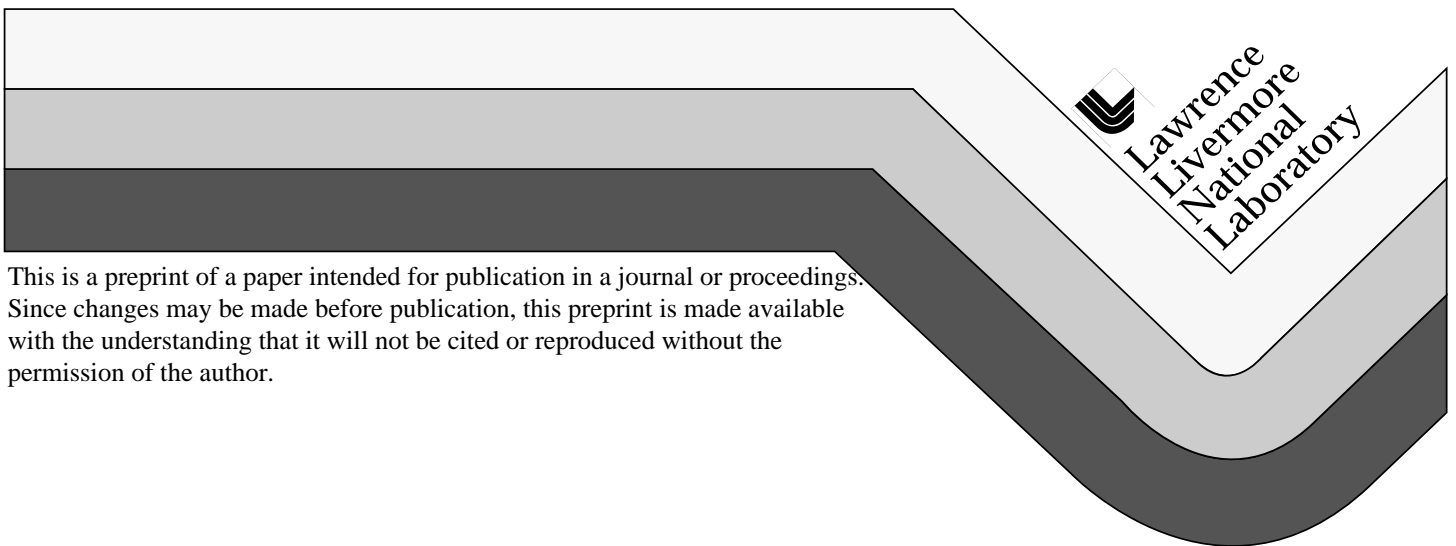 Lawrence
Livermore
National
Laboratory
This is a preprint of a paper intended for publication in a journal or proceedings.
Since changes may be made before publication, this preprint is made available
with the understanding that it will not be cited or reproduced without the
permission of the author.